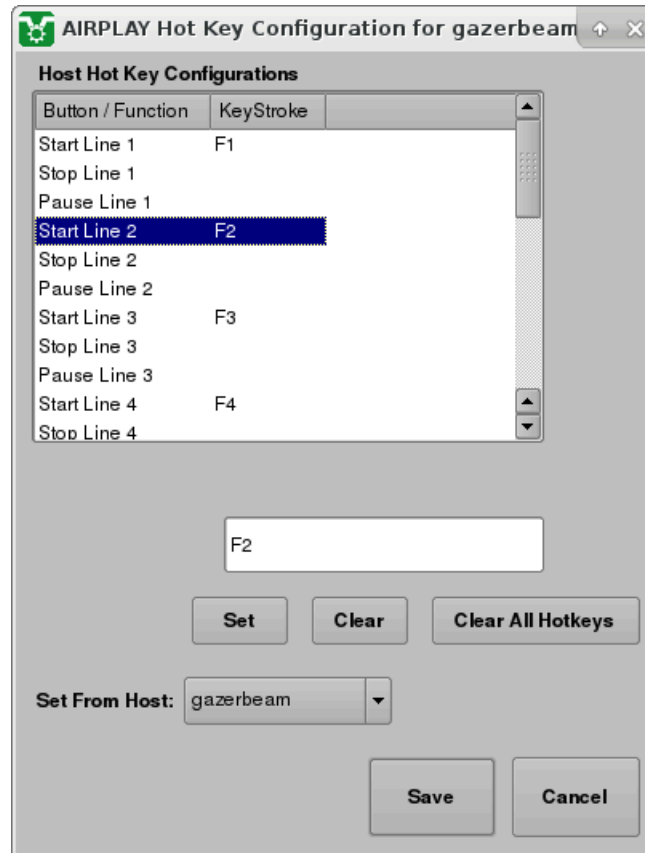 AIRPLAY Hot Key Configuration for gazerbeam
Host Hot Key Configurations
Button / Function KeyStroke
Start Line 1 F1
Stop Line 1
Pause Line 1
Start Line 2 F2
Stop Line 2
Pause Line 2
Start Line 3 F3
Stop Line 3
Pause Line 3
Start Line 4 F4
Stop Line 4
F2
Set Clear Clear All Hotkeys
Set From Host: gazerbeam
Save Cancel